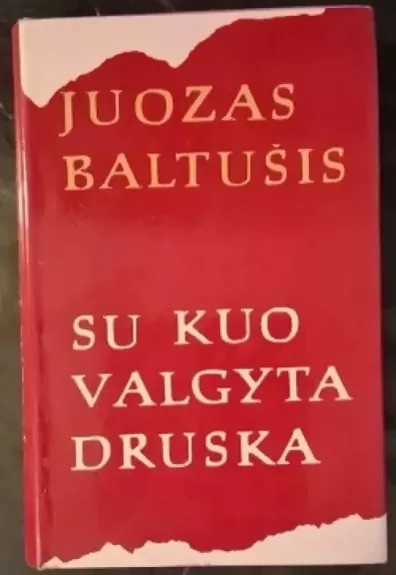 JUOZAS
BALTUŠIS
SU KUO
VALGYTA
DRUSKA